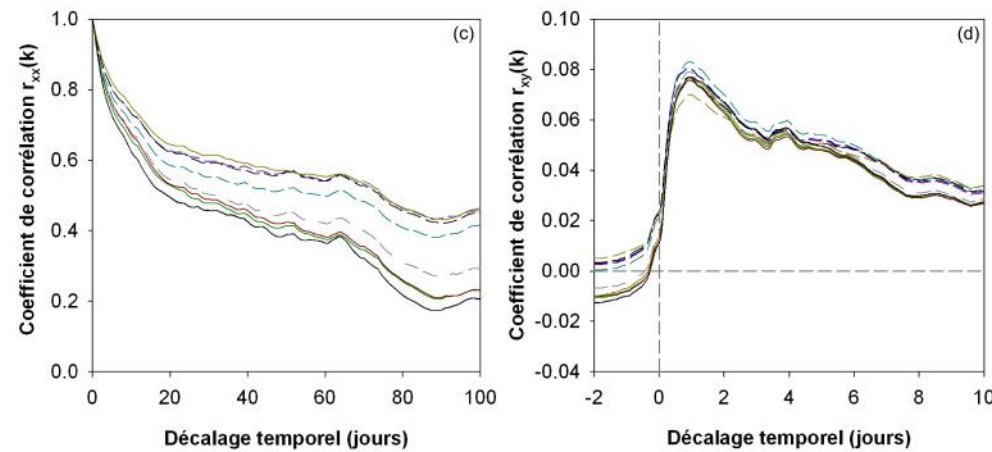 (c)
Coefficient de corrélation rxx(k)
1.0
0.8
0.6
0.4
0.2
0.0
0 20 40 60 80 100
Décalage temporel (jours)
(d)
Coefficient de corrélation rxy(k)
0.10
0.08
0.06
0.04
0.02
0.00
-0.02
-0.04
-2 0 2 4 6 8 10
Décalage temporel (jours)